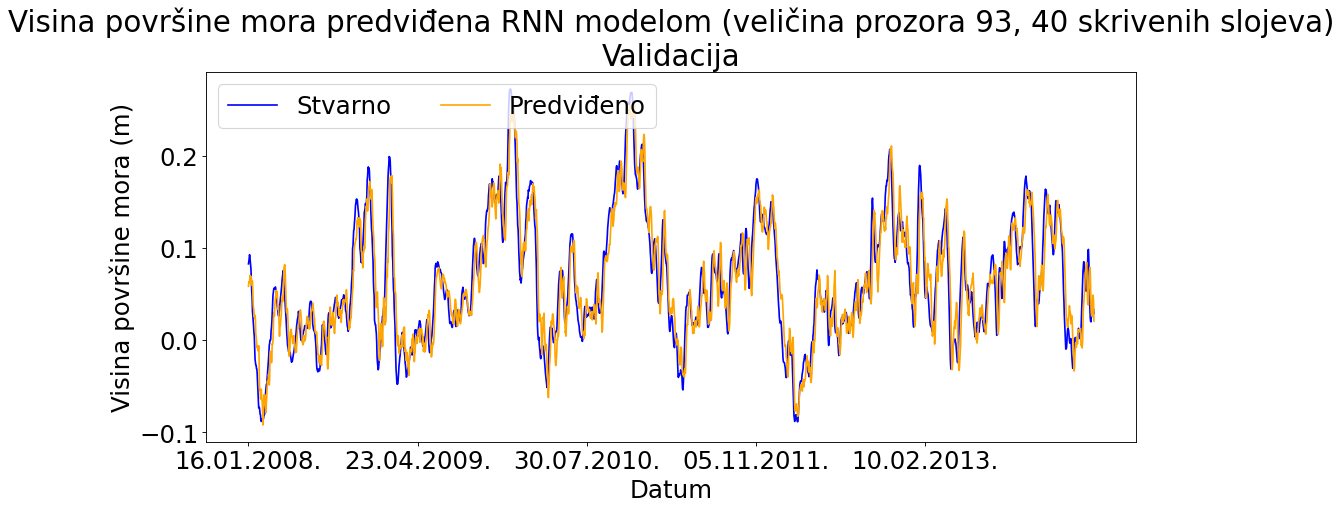 Visina površine mora predviđena RNN modelom (veličina prozora 93, 40 skrivenih slojeva)
Validacija
Stvarno
Predviđeno
Visina površine mora (m)
0.2
0.1
0.0
−0.1
16.01.2008.
23.04.2009.
30.07.2010.
05.11.2011.
10.02.2013.
Datum